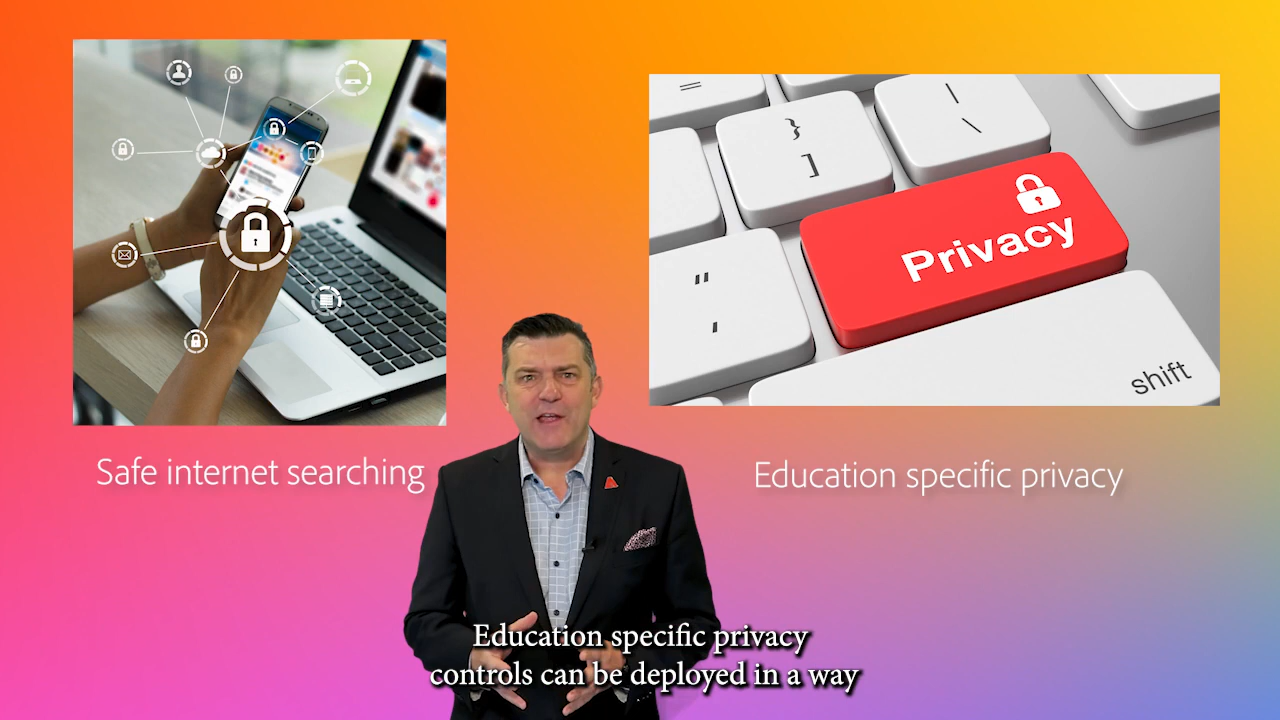 =
}
]
|
\
"
'
Privacy
shift
Safe internet searching
Education specific privacy
Education specific privacy
controls can be deployed in a way